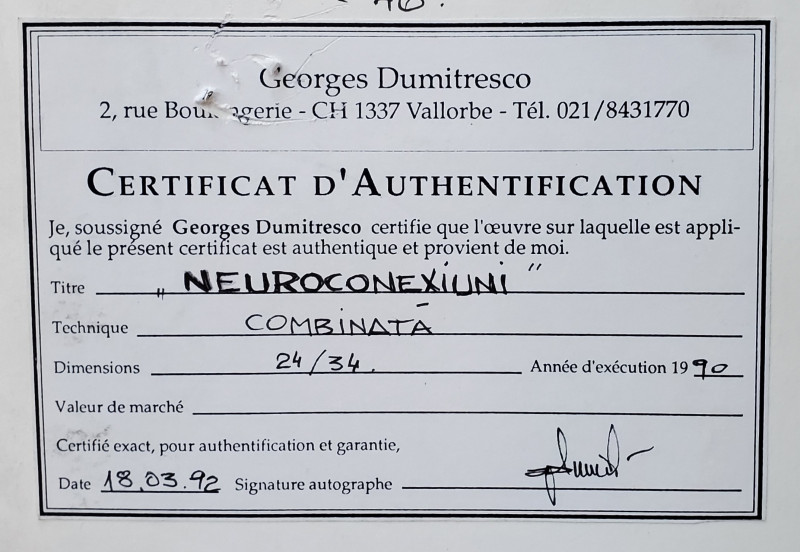 Georges Dumitresco
2, rue - CH 1337 Vallorbe - Tél. 021/8431770
CERTIFICAT D'AUTHENTIFICATION
Je, soussigné Georges Dumitresco certifie que l'œuvre sur laquelle est appli-
qué le présent certificat est authentique et provient de moi.
Titre „NEUROCONEXIUNI"
Technique COMBINATĂ
Dimensions 24/34. Année d'exécution 1990
Valeur de marché
Certifié exact, pour authentification et garantie,
Date 18.03.92 Signature autographe